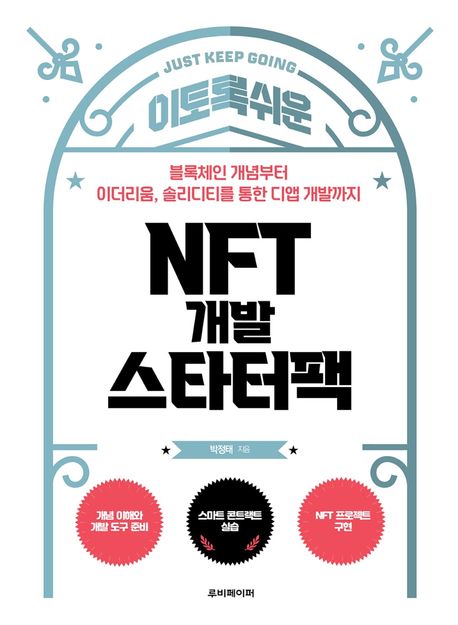 JUST KEEP GOING
이토록 쉬운
블록체인 개념부터
이더리움, 솔리디티를 통한 디앱 개발까지
NFT
개발
스타터팩
박정태 지음
개념 이해와
개발 도구 준비
스마트 콘트랙트
실습
NFT 프로젝트
구현
루비페이퍼